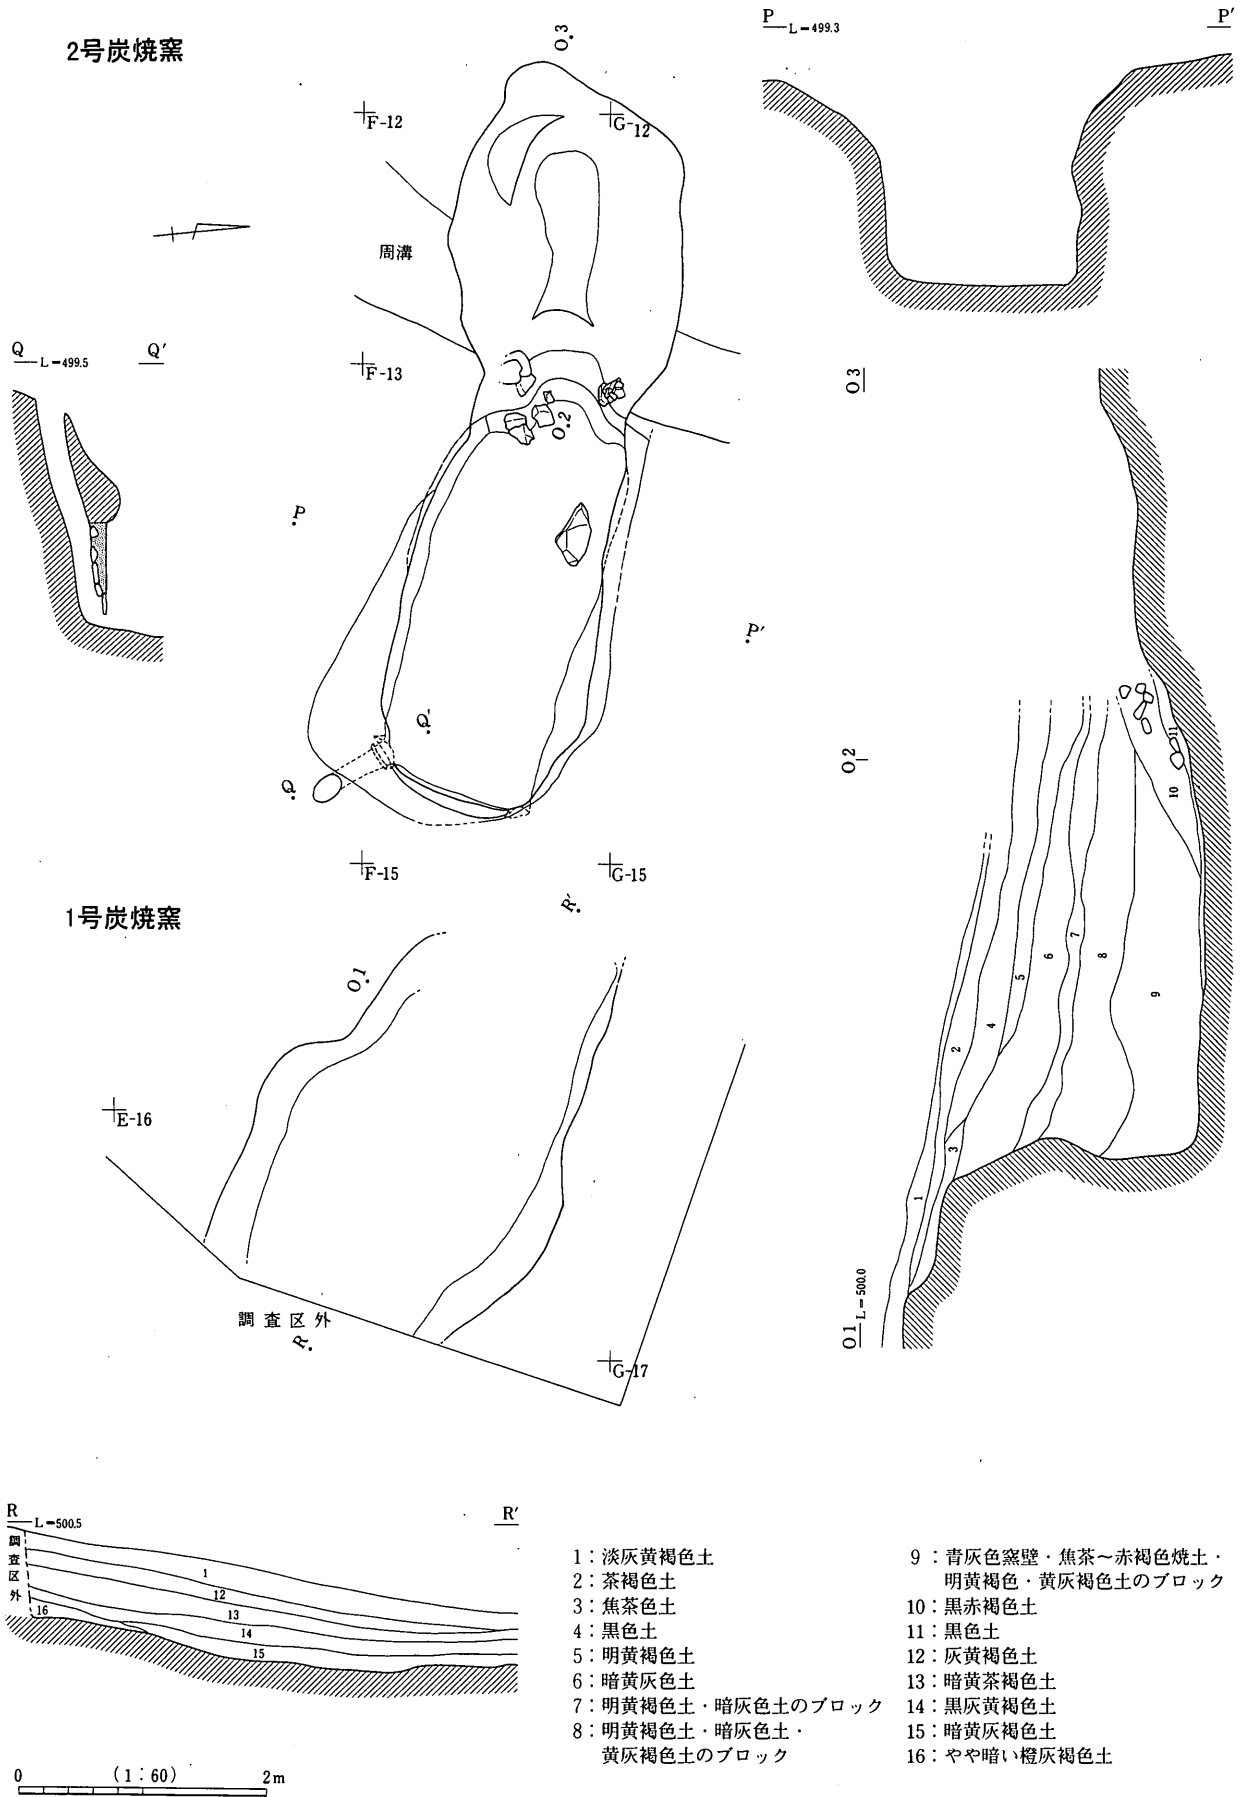 2号炭焼窯
O.3
P
L=499.3
P′
F-12
G-12
周溝
Q
L=499.5
Q′
F-13
O.3
O.2
P
P′
Q′
Q
O.2
11
10
F-15
G-15
R′
1号炭焼窯
O.1
7
8
6
5
9
4
2
E-16
3
1
調査区外
R
G-17
O.1
L=500.0
R
L=500.5
R′
調査区外
1
12
13
16
14
15
1：淡灰黄褐色土
2：茶褐色土
3：焦茶色土
4：黒色土
5：明黄褐色土
6：暗黄灰色土
7：明黄褐色土・暗灰色土のブロック
8：明黄褐色土・暗灰色土・
黄灰褐色土のブロック
9：青灰色窯壁・焦茶～赤褐色焼土・
明黄褐色・黄灰褐色土のブロック
10：黒赤褐色土
11：黒色土
12：灰黄褐色土
13：暗黄茶褐色土
14：黒灰黄褐色土
15：暗黄灰褐色土
16：やや暗い橙灰褐色土
0 (1：60) 2m